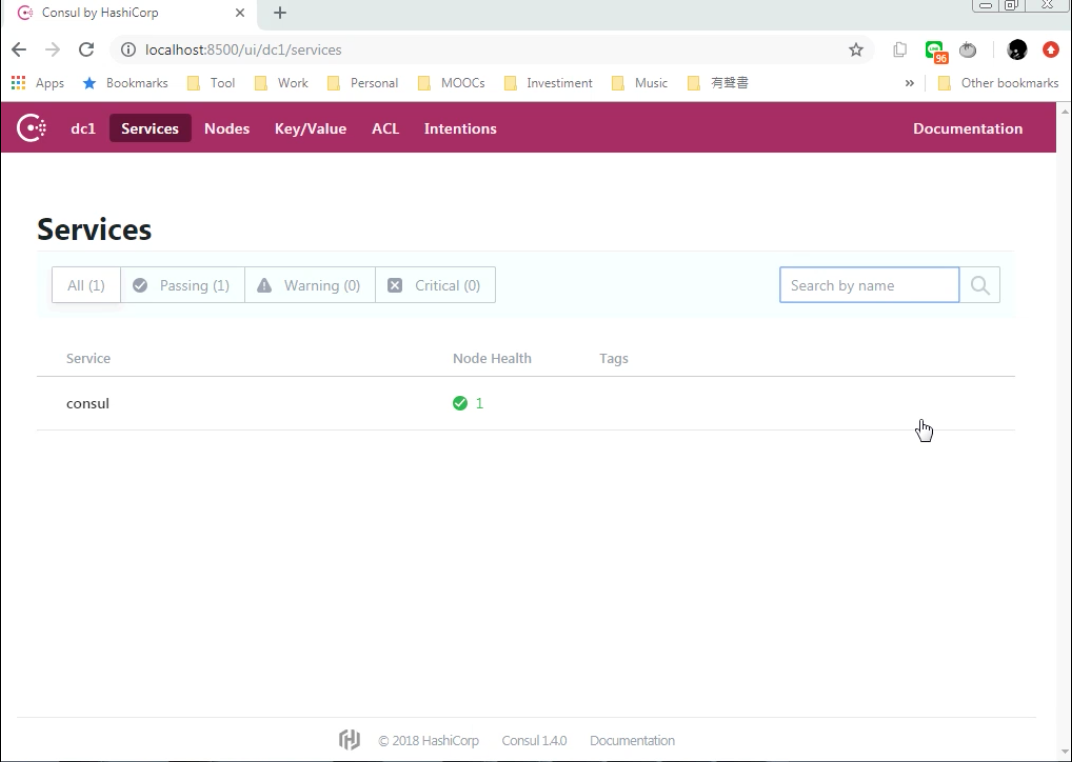 Consul by HashiCorp
localhost:8500/ui/dc1/services
96
Apps Bookmarks Tool Work Personal MOOCs Investiment Music 有聲書 » Other bookmarks
dc1 Services Nodes Key/Value ACL Intentions Documentation
Services
All (1) Passing (1) Warning (0) Critical (0) Search by name
Service Node Health Tags
consul 1
© 2018 HashiCorp Consul 1.4.0 Documentation